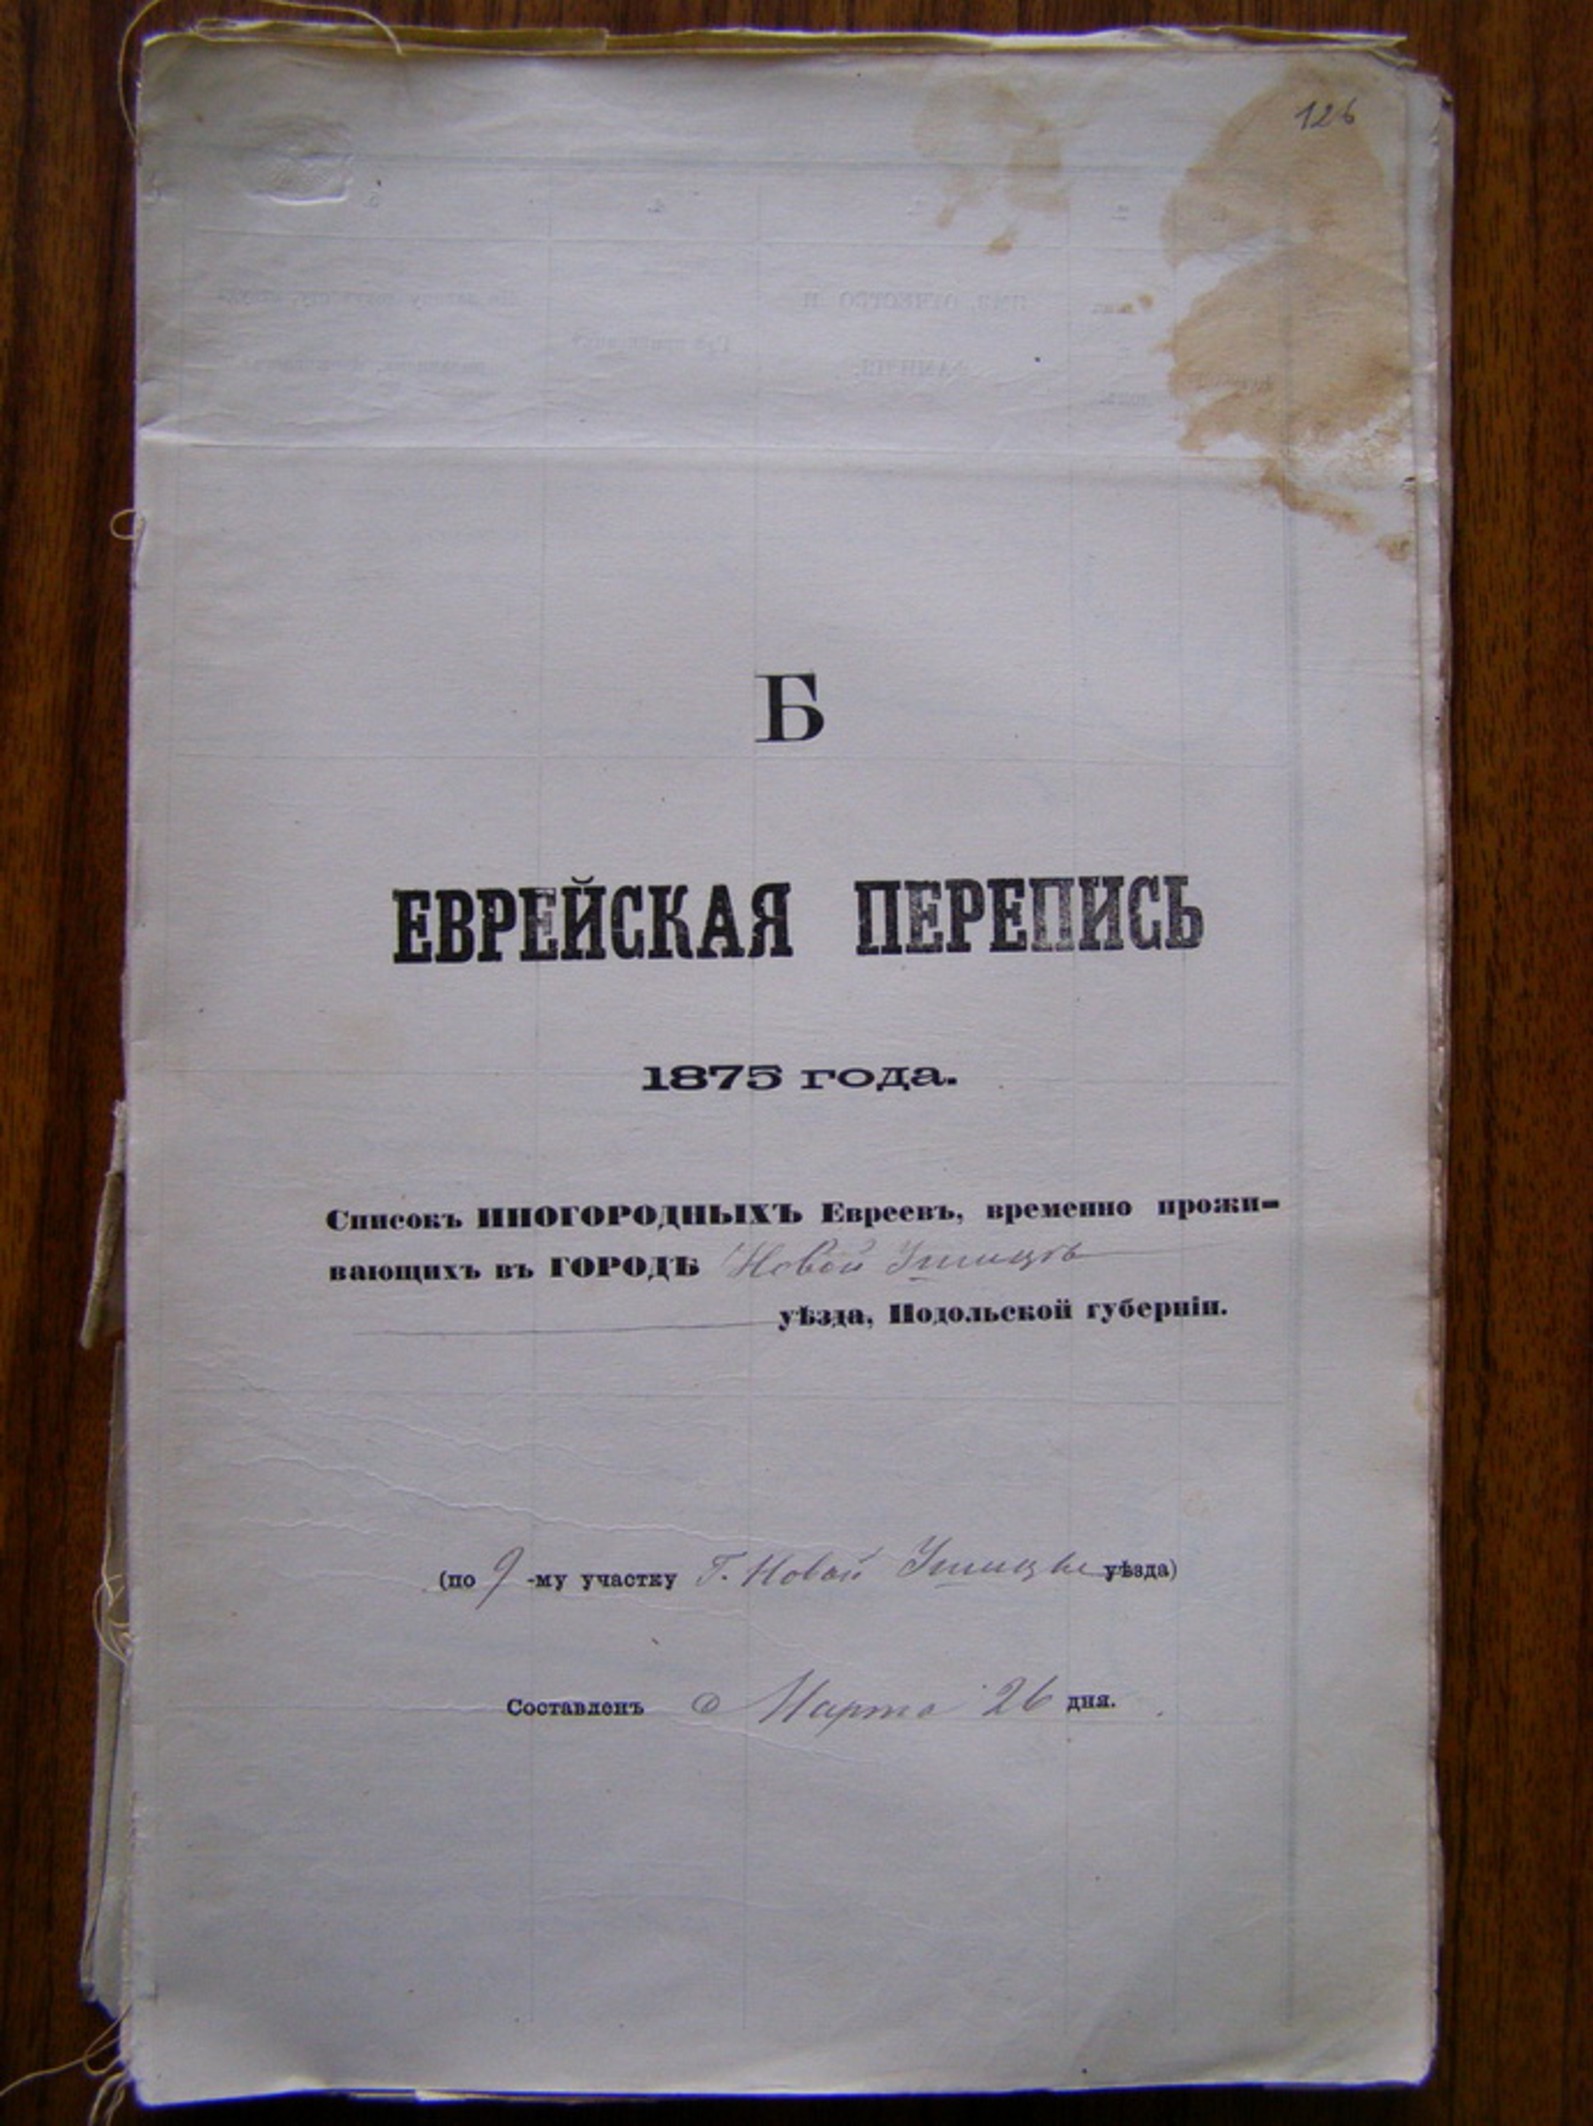 126
Б
ЕВРЕЙСКАЯ ПЕРЕПИСЬ
1875 года.
Списокъ ИНОГОРОДНЫХЪ Евреевъ, временно прожи-
вающихъ въ ГОРОДѢ Новой Ушицѣ
уѣзда, Подольской губерніи.
(по 9 -му участку Г. Новой Ушицы уѣзда)
Составленъ Марта 26 дня.